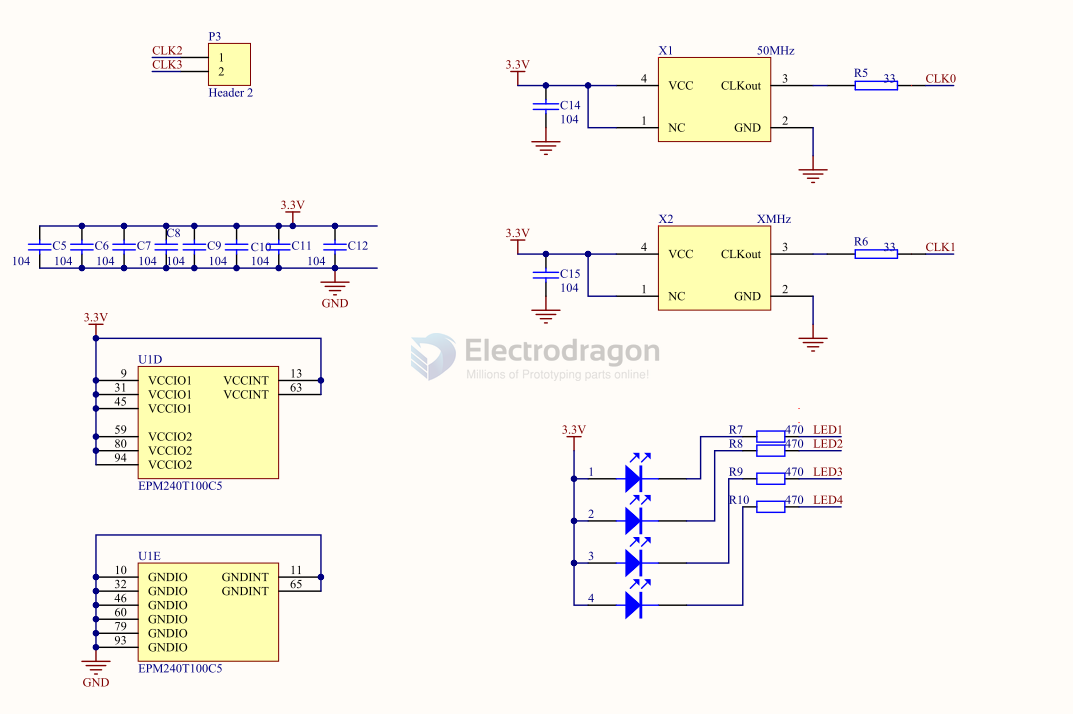 P3
CLK2
CLK3
1
2
Header 2
X1 50MHz
3.3V
4 VCC CLKout 3
R5 33 CLK0
C14
104
1 NC GND 2
3.3V
C5 C6 C7 C8 C9 C10 C11 C12
104 104 104 104 104 104 104 104
GND
X2 XMHz
3.3V
4 VCC CLKout 3
R6 33 CLK1
C15
104
1 NC GND 2
3.3V
U1D
9 VCCIO1 VCCINT 13
31 VCCIO1 VCCINT 63
45 VCCIO1
59 VCCIO2
80 VCCIO2
94 VCCIO2
EPM240T100C5
Electrodragon
Millions of Prototyping parts online!
3.3V
R7 470 LED1
R8 470 LED2
R9 470 LED3
R10 470 LED4
1
2
3
4
U1E
10 GNDIO GNDINT 11
32 GNDIO GNDINT 65
46 GNDIO
60 GNDIO
79 GNDIO
93 GNDIO
EPM240T100C5
GND